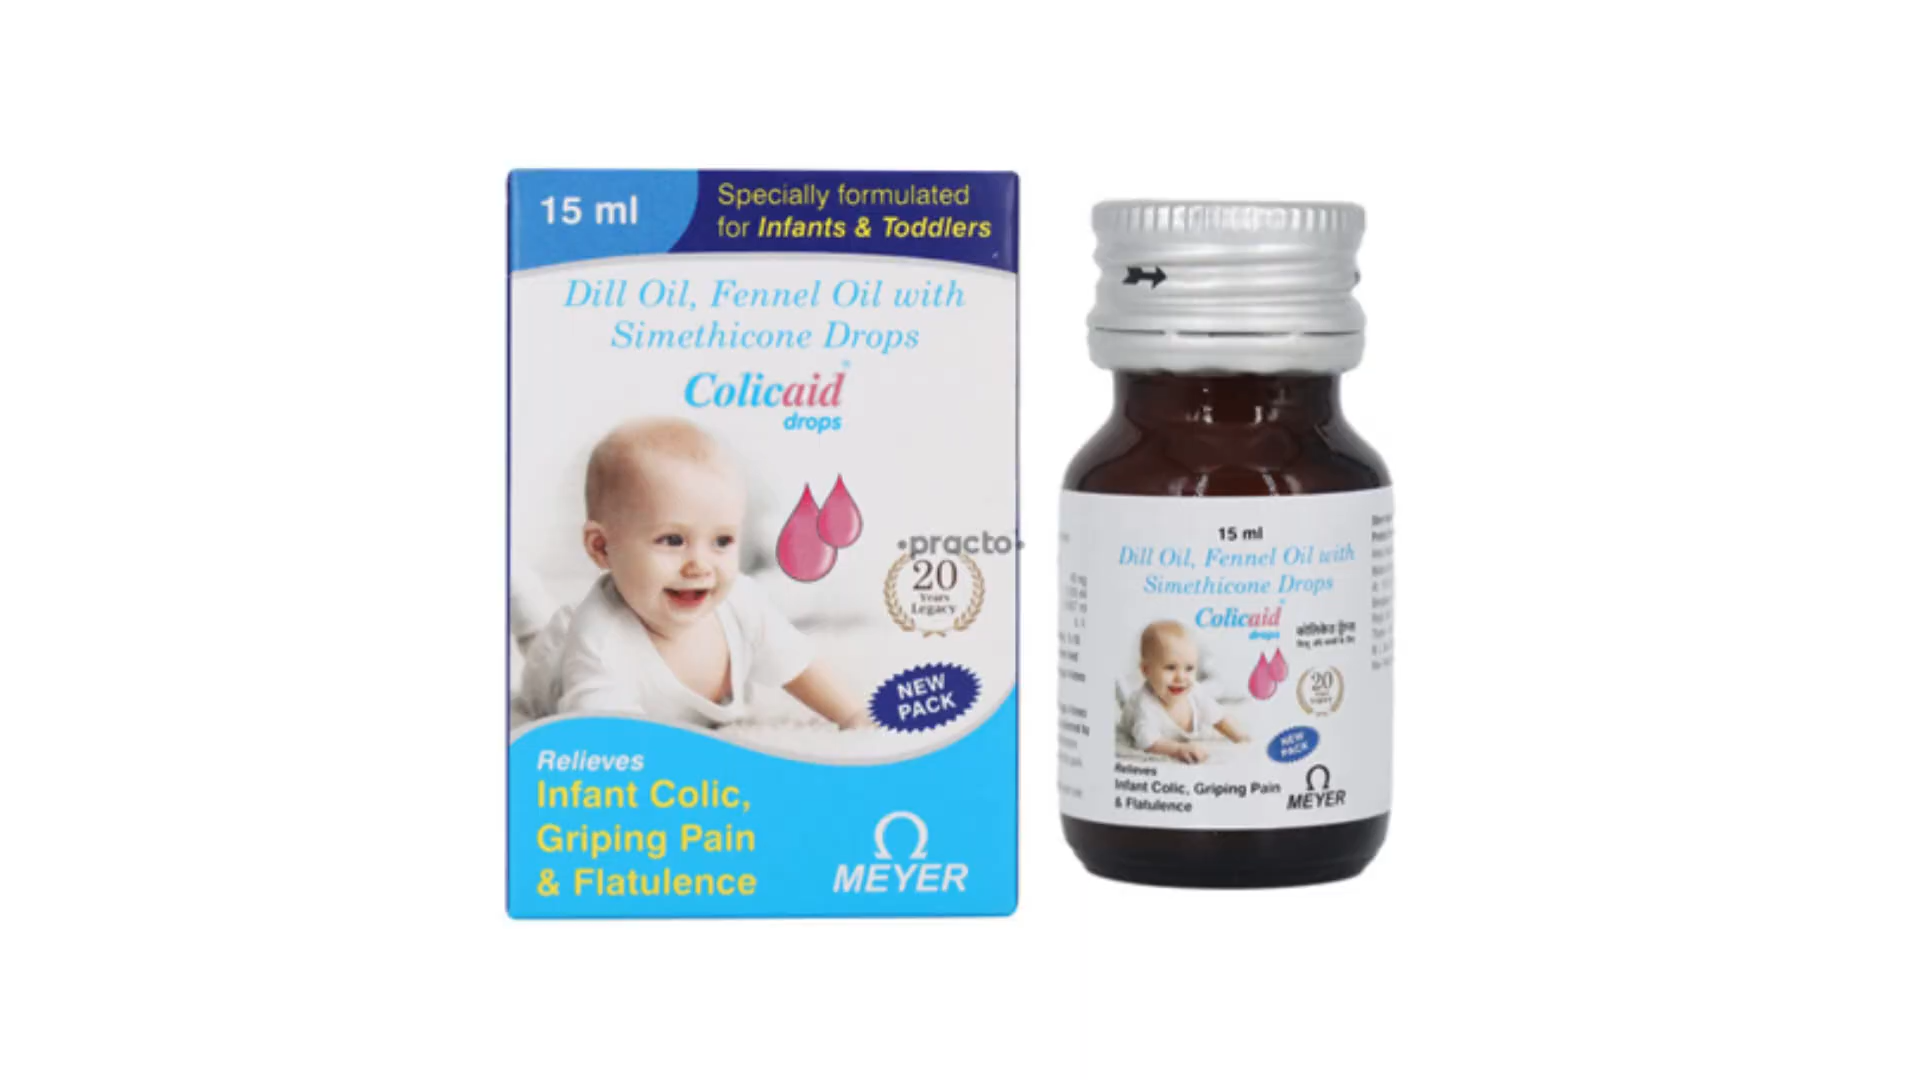 15 ml
Specially formulated
for Infants & Toddlers
Dill Oil, Fennel Oil with
Simethicone Drops
Colicaid
drops
•practo•
20
Years
Legacy
NEW
PACK
Relieves
Infant Colic,
Griping Pain
& Flatulence
MEYER
15 ml
Dill Oil, Fennel Oil with
Simethicone Drops
Colicaid
drops
20
NEW
PACK
Relieves
Infant Colic, Griping Pain
& Flatulence
MEYER